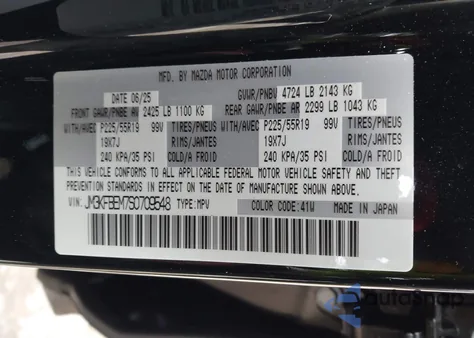 MFD. BY MAZDA MOTOR CORPORATION
DATE 06/25 GVWR/PNBV 4724 LB 2143 KG
FRONT GAWR/PNBE AV 2425 LB 1100 KG REAR GAWR/PNBE AR 2299 LB 1043 KG
WITH/AVEC P225/55R19 99V TIRES/PNEUS WITH/AVEC P225/55R19 99V TIRES/PNEUS
19X7J RIMS/JANTES 19X7J RIMS/JANTES
240 KPA/35 PSI COLD/A FROID 240 KPA/35 PSI COLD/A FROID
THIS VEHICLE CONFORMS TO ALL APPLICABLE FEDERAL MOTOR VEHICLE SAFETY AND THEFT
PREVENTION STANDARDS IN EFFECT ON THE DATE OF MANUFACTURE SHOWN ABOVE.
JM3KFBEM7S0709548 TYPE:MPV COLOR CODE:41W MADE IN JAPAN
AutoSnap